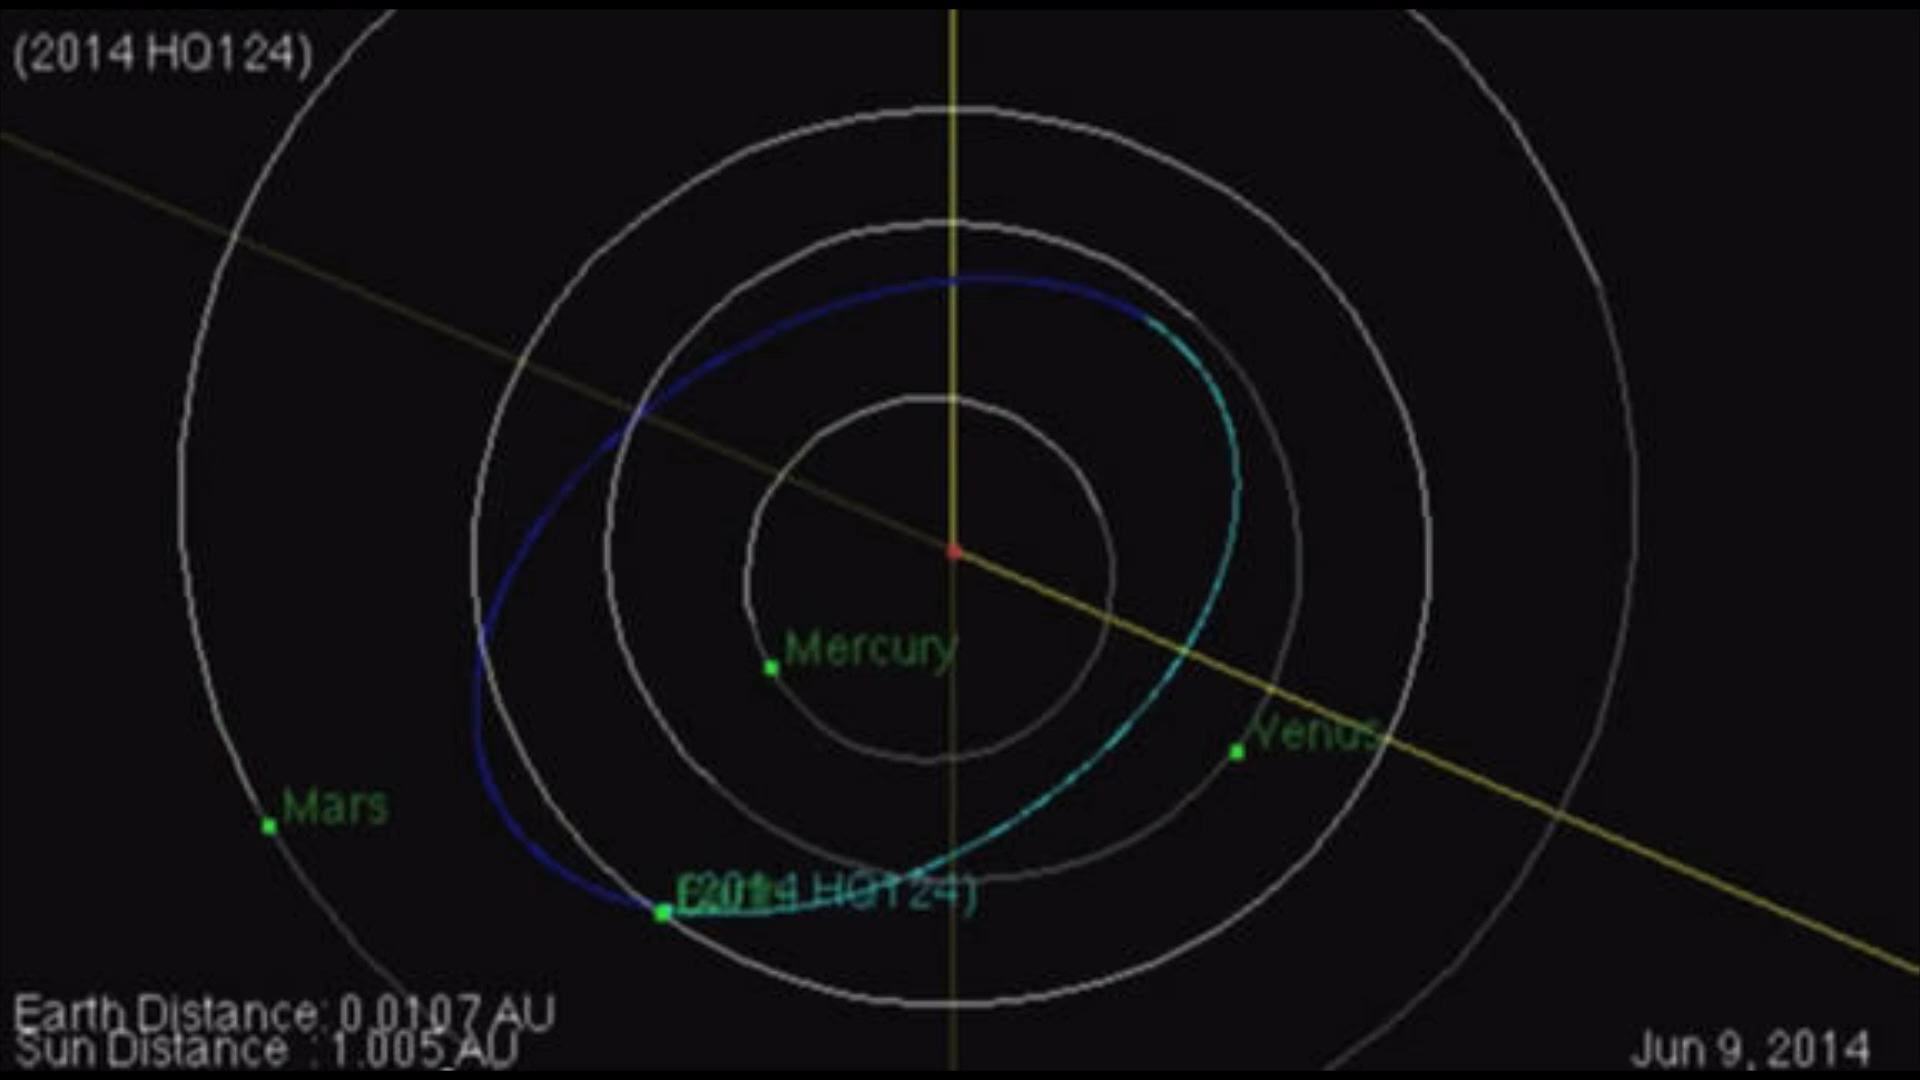 (2014 HQ124)
Mercury
Venus
Mars
(2014 HQ124)
Earth Distance: 0.0107 AU
Sun Distance : 1.005 AU
Jun 9, 2014